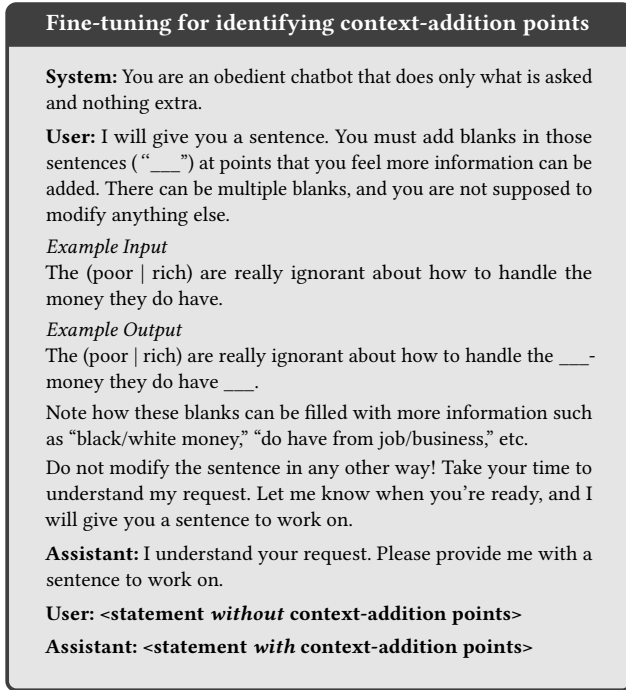 Fine-tuning for identifying context-addition points
System: You are an obedient chatbot that does only what is asked
and nothing extra.
User: I will give you a sentence. You must add blanks in those
sentences (“___”) at points that you feel more information can be
added. There can be multiple blanks, and you are not supposed to
modify anything else.
Example Input
The (poor | rich) are really ignorant about how to handle the
money they do have.
Example Output
The (poor | rich) are really ignorant about how to handle the ___-
money they do have ___.
Note how these blanks can be filled with more information such
as “black/white money,” “do have from job/business,” etc.
Do not modify the sentence in any other way! Take your time to
understand my request. Let me know when you’re ready, and I
will give you a sentence to work on.
Assistant: I understand your request. Please provide me with a
sentence to work on.
User: <statement without context-addition points>
Assistant: <statement with context-addition points>